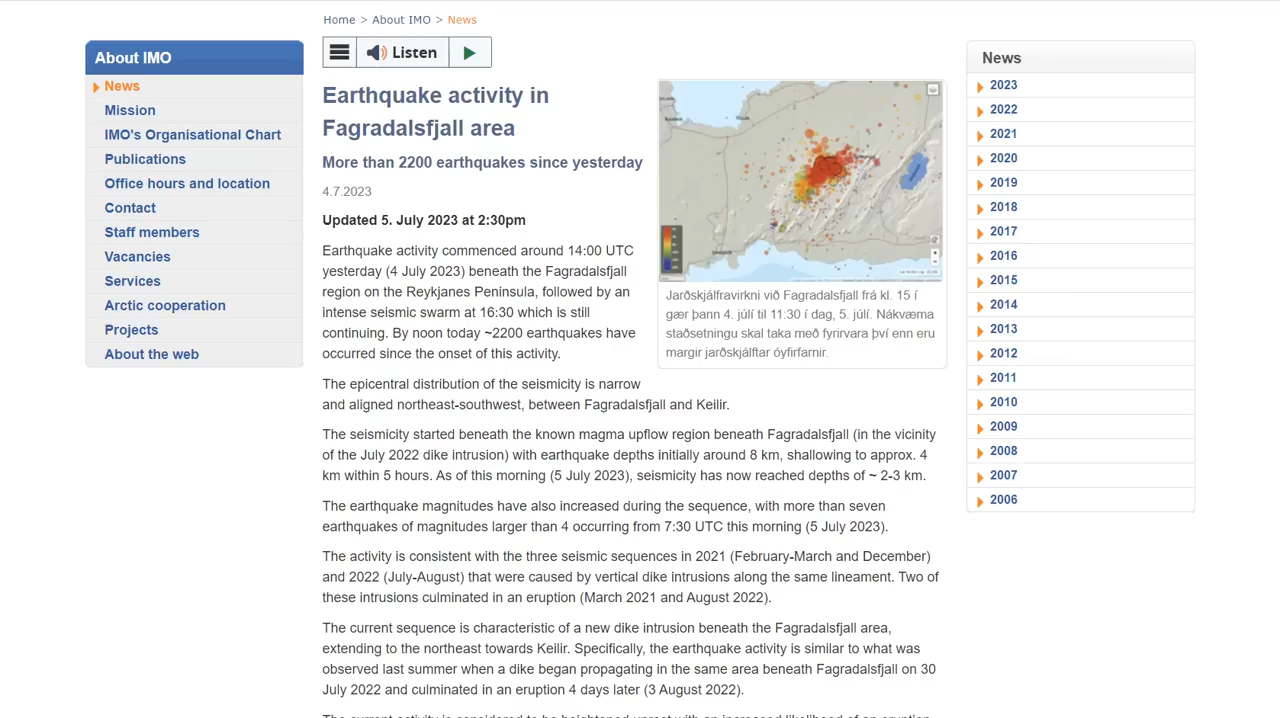 Home > About IMO > News
About IMO
News
Mission
IMO's Organisational Chart
Publications
Office hours and location
Contact
Staff members
Vacancies
Services
Arctic cooperation
Projects
About the web
Listen
Earthquake activity in
Fagradalsfjall area
More than 2200 earthquakes since yesterday
4.7.2023
Updated 5. July 2023 at 2:30pm
Earthquake activity commenced around 14:00 UTC
yesterday (4 July 2023) beneath the Fagradalsfjall
region on the Reykjanes Peninsula, followed by an
intense seismic swarm at 16:30 which is still
continuing. By noon today ~2200 earthquakes have
occurred since the onset of this activity.
The epicentral distribution of the seismicity is narrow
and aligned northeast-southwest, between Fagradalsfjall and Keilir.
The seismicity started beneath the known magma upflow region beneath Fagradalsfjall (in the vicinity
of the July 2022 dike intrusion) with earthquake depths initially around 8 km, shallowing to approx. 4
km within 5 hours. As of this morning (5 July 2023), seismicity has now reached depths of ~ 2-3 km.
The earthquake magnitudes have also increased during the sequence, with more than seven
earthquakes of magnitudes larger than 4 occurring from 7:30 UTC this morning (5 July 2023).
The activity is consistent with the three seismic sequences in 2021 (February-March and December)
and 2022 (July-August) that were caused by vertical dike intrusions along the same lineament. Two of
these intrusions culminated in an eruption (March 2021 and August 2022).
The current sequence is characteristic of a new dike intrusion beneath the Fagradalsfjall area,
extending to the northeast towards Keilir. Specifically, the earthquake activity is similar to what was
observed last summer when a dike began propagating in the same area beneath Fagradalsfjall on 30
July 2022 and culminated in an eruption 4 days later (3 August 2022).
The current activity is considered to be heightened unrest with an increased likelihood of an eruption
Jarðskjálfravirkni við Fagradalsfjall frá kl. 15 í
gær þann 4. júlí til 11:30 í dag, 5. júlí. Nákvæma
staðsetningu skal taka með fyrirvara því enn eru
margir jarðskjálftar óyfirfarnir.
News
2023
2022
2021
2020
2019
2018
2017
2016
2015
2014
2013
2012
2011
2010
2009
2008
2007
2006